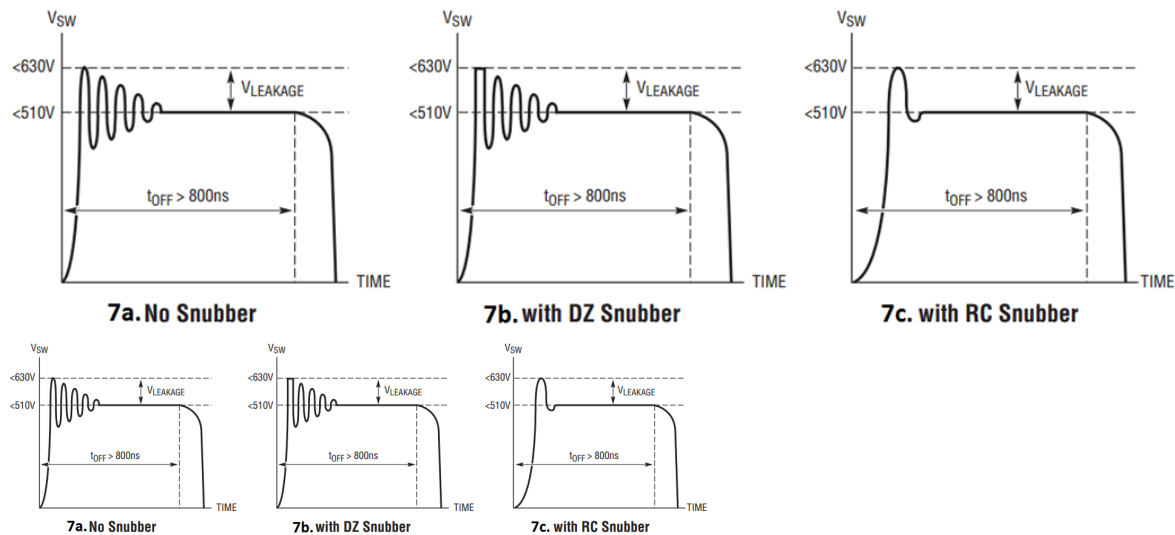 VSW
<630V
VLEAKAGE
<510V
tOFF > 800ns
TIME
7a. No Snubber
VSW
<630V
VLEAKAGE
<510V
tOFF > 800ns
TIME
7b. with DZ Snubber
VSW
<630V
VLEAKAGE
<510V
tOFF > 800ns
TIME
7c. with RC Snubber
VSW
<630V
VLEAKAGE
<510V
tOFF > 800ns
TIME
7a. No Snubber
VSW
<630V
VLEAKAGE
<510V
tOFF > 800ns
TIME
7b. with DZ Snubber
VSW
<630V
VLEAKAGE
<510V
tOFF > 800ns
TIME
7c. with RC Snubber